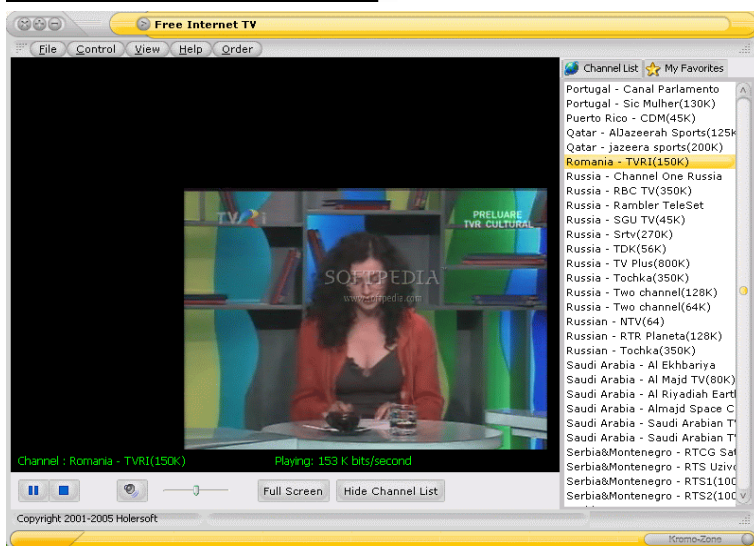 Free Internet TV
File Control View Help Order
Channel List My Favorites
Portugal - Canal Parlamento
Portugal - Sic Mulher(130K)
Puerto Rico - CDM(45K)
Qatar - AlJazeerah Sports(125K
Qatar - jazeera sports(200K)
Romania - TVRI(150K)
Russia - Channel One Russia
Russia - RBC TV(350K)
Russia - Rambler TeleSet
Russia - SGU TV(45K)
Russia - Srtv(270K)
Russia - TDK(56K)
Russia - TV Plus(800K)
Russia - Tochka(350K)
Russia - Two channel(128K)
Russia - Two channel(64K)
Russian - NTV(64)
Russian - RTR Planeta(128K)
Russian - Tochka(350K)
Saudi Arabia - Al Ekhbariya
Saudi Arabia - Al Majd TV(80K)
Saudi Arabia - Al Riyadiah Eartl
Saudi Arabia - Almajd Space C
Saudi Arabia - Saudi Arabian T
Saudi Arabia - Saudi Arabian T
Serbia&Montenegro - RTCG Sat
Serbia&Montenegro - RTS Uzivo
Serbia&Montenegro - RTS1(100
Serbia&Montenegro - RTS2(100
TVR i
PRELUARE
TVR CULTURAL
SOFTPEDIA
www.softpedia.com
Channel : Romania - TVRI(150K)
Playing: 153 K bits/second
Full Screen
Hide Channel List
Copyright 2001-2005 Holersoft
Kromo-Zone